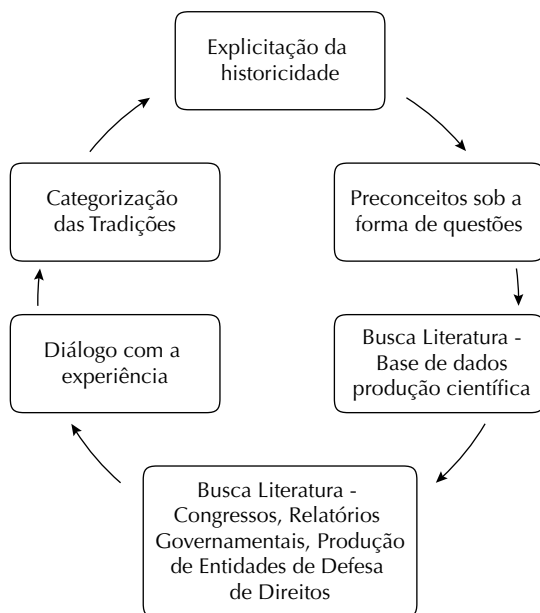 Explicitação da
historicidade
Preconceitos sob a
forma de questões
Busca Literatura -
Base de dados
produção científica
Busca Literatura -
Congressos, Relatórios
Governamentais, Produção
de Entidades de Defesa
de Direitos
Diálogo com a
experiência
Categorização
das Tradições